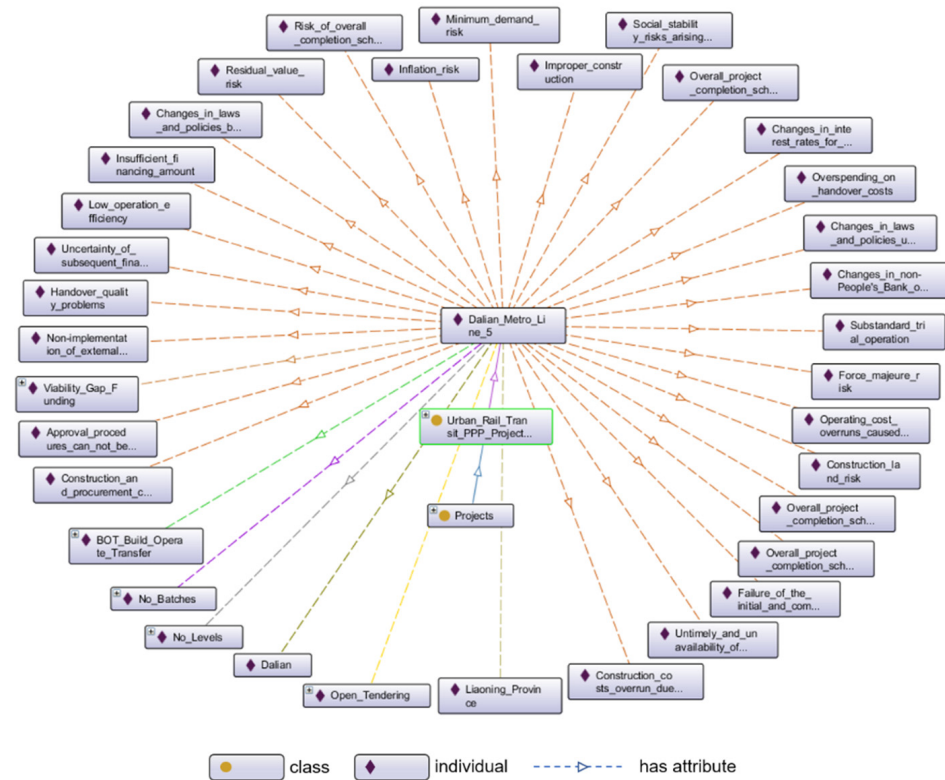 Minimum_demand_
risk
Risk_of_overall
_completion_sch...
Social_stabilit
y_risks_arising...
Residual_value_
risk
Inflation_risk
Improper_constr
uction
Overall_project
_completion_sch...
Changes_in_laws
_and_policies_b...
Changes_in_inte
rest_rates_for_...
Insufficient_fi
nancing_amount
Overspending_on
_handover_costs
Low_operation_e
fficiency
Changes_in_laws
_and_policies_u...
Uncertainty_of_
subsequent_fina...
Changes_in_non-
People's_Bank_o...
Handover_qualit
y_problems
Dalian_Metro_Li
ne_5
Substandard_tri
al_operation
Non-implementat
ion_of_external...
Force_majeure_r
isk
Viability_Gap_F
unding
Urban_Rail_Tran
sit_PPP_Project...
Operating_cost_
overruns_caused...
Approval_proced
ures_can_not_be...
Construction_la
nd_risk
Construction_an
d_procurement_c...
Projects
Overall_project
_completion_sch...
BOT_Build_Opera
te_Transfer
Overall_project
_completion_sch...
No_Batches
Failure_of_the_
initial_and_com...
No_Levels
Untimely_and_un
availability_of...
Dalian
Open_Tendering
Liaoning_Provin
ce
Construction_co
sts_overrun_due...
class
individual
has attribute